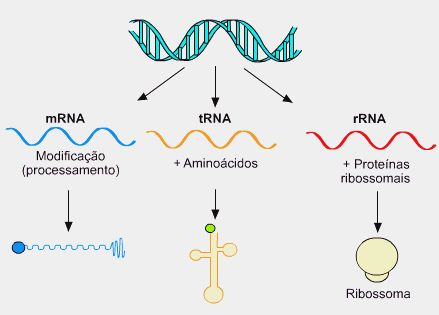 mRNA
Modificação
(processamento)
tRNA
+ Aminoácidos
rRNA
+ Proteínas
ribossomais
Ribossoma